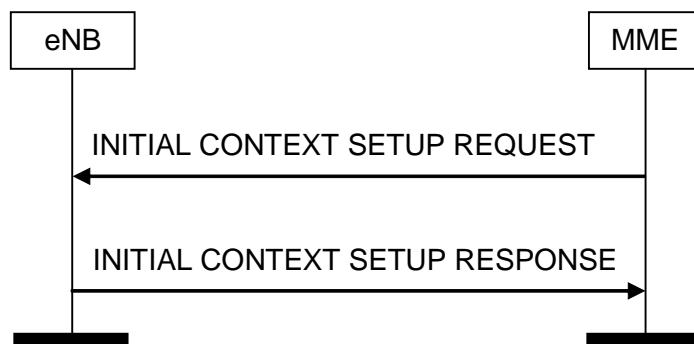 eNB
MME
INITIAL CONTEXT SETUP REQUEST
INITIAL CONTEXT SETUP RESPONSE